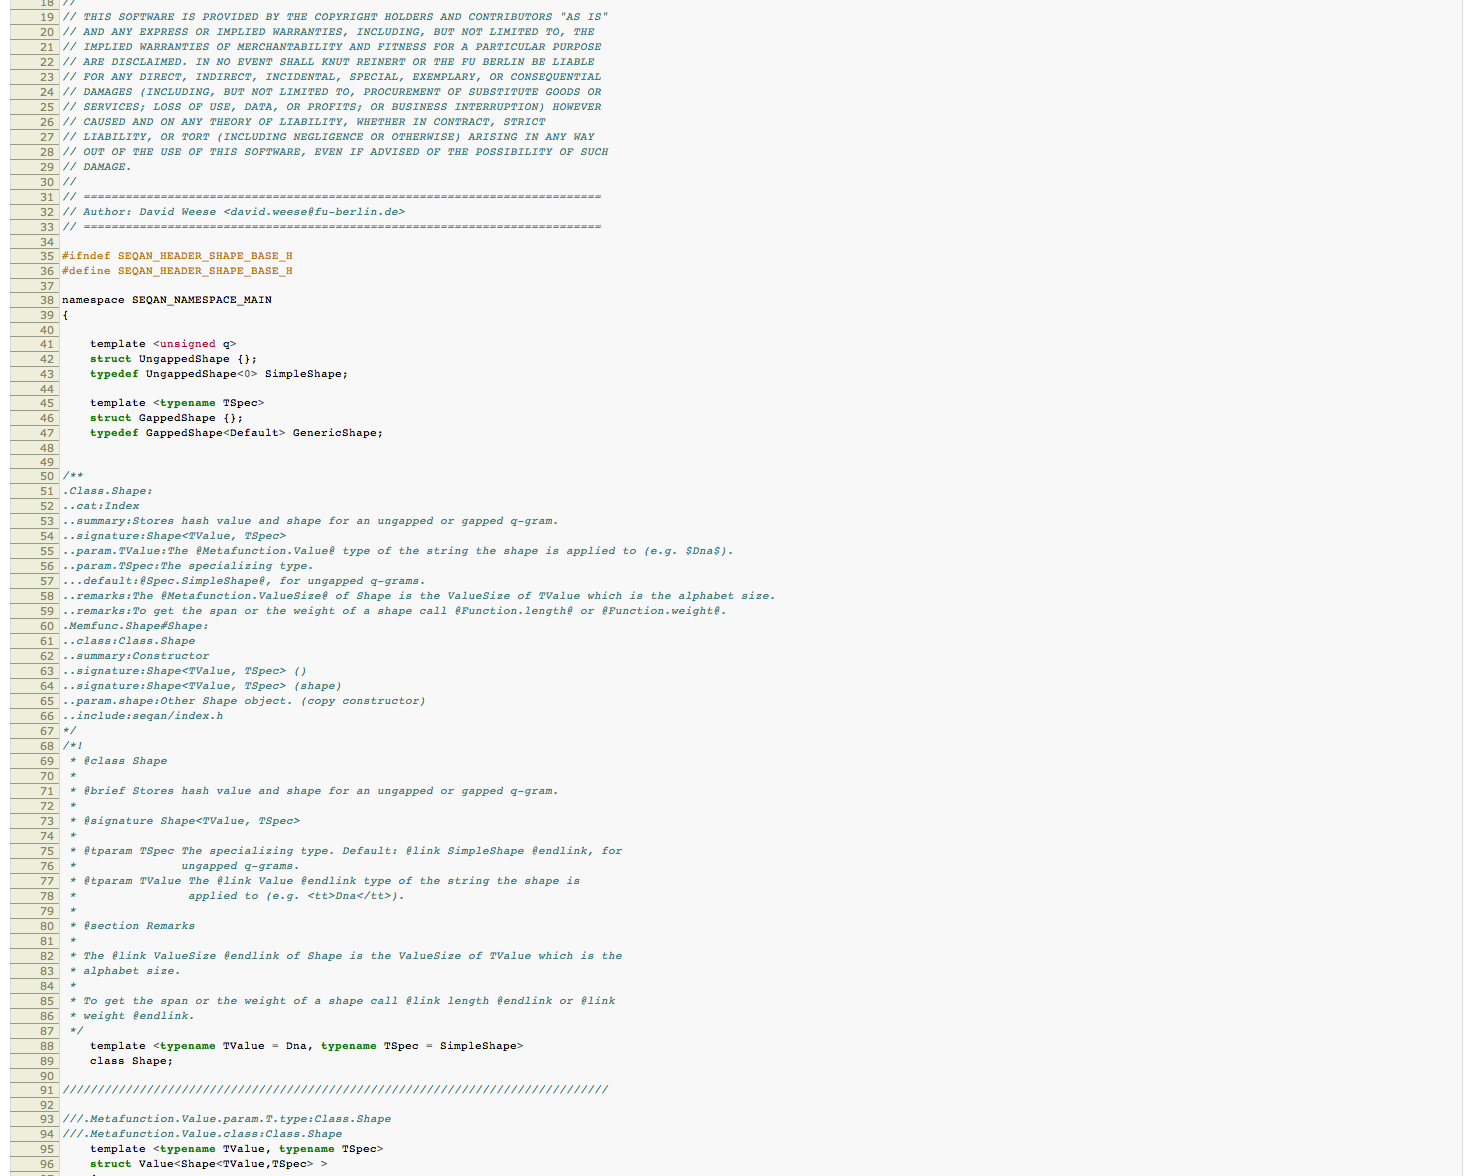 18 //
19 // THIS SOFTWARE IS PROVIDED BY THE COPYRIGHT HOLDERS AND CONTRIBUTORS "AS IS"
20 // AND ANY EXPRESS OR IMPLIED WARRANTIES, INCLUDING, BUT NOT LIMITED TO, THE
21 // IMPLIED WARRANTIES OF MERCHANTABILITY AND FITNESS FOR A PARTICULAR PURPOSE
22 // ARE DISCLAIMED. IN NO EVENT SHALL KNUT REINERT OR THE FU BERLIN BE LIABLE
23 // FOR ANY DIRECT, INDIRECT, INCIDENTAL, SPECIAL, EXEMPLARY, OR CONSEQUENTIAL
24 // DAMAGES (INCLUDING, BUT NOT LIMITED TO, PROCUREMENT OF SUBSTITUTE GOODS OR
25 // SERVICES; LOSS OF USE, DATA, OR PROFITS; OR BUSINESS INTERRUPTION) HOWEVER
26 // CAUSED AND ON ANY THEORY OF LIABILITY, WHETHER IN CONTRACT, STRICT
27 // LIABILITY, OR TORT (INCLUDING NEGLIGENCE OR OTHERWISE) ARISING IN ANY WAY
28 // OUT OF THE USE OF THIS SOFTWARE, EVEN IF ADVISED OF THE POSSIBILITY OF SUCH
29 // DAMAGE.
30 //
31 // ==========================================================================
32 // Author: David Weese <david.weese@fu-berlin.de>
33 // ==========================================================================
34
35 #ifndef SEQAN_HEADER_SHAPE_BASE_H
36 #define SEQAN_HEADER_SHAPE_BASE_H
37
38 namespace SEQAN_NAMESPACE_MAIN
39 {
40
41     template <unsigned q>
42     struct UngappedShape {};
43     typedef UngappedShape<0> SimpleShape;
44
45     template <typename TSpec>
46     struct GappedShape {};
47     typedef GappedShape<Default> GenericShape;
48
49
50 /**
51 .Class.Shape:
52 ..cat:Index
53 ..summary:Stores hash value and shape for an ungapped or gapped q-gram.
54 ..signature:Shape<TValue, TSpec>
55 ..param.TValue:The @Metafunction.Value@ type of the string the shape is applied to (e.g. $Dna$).
56 ..param.TSpec:The specializing type.
57 ...default:@Spec.SimpleShape@, for ungapped q-grams.
58 ..remarks:The @Metafunction.ValueSize@ of Shape is the ValueSize of TValue which is the alphabet size.
59 ..remarks:To get the span or the weight of a shape call @Function.length@ or @Function.weight@.
60 .Memfunc.Shape#Shape:
61 ..class:Class.Shape
62 ..summary:Constructor
63 ..signature:Shape<TValue, TSpec> ()
64 ..signature:Shape<TValue, TSpec> (shape)
65 ..param.shape:Other Shape object. (copy constructor)
66 ..include:seqan/index.h
67 */
68 /*!
69  * @class Shape
70  *
71  * @brief Stores hash value and shape for an ungapped or gapped q-gram.
72  *
73  * @signature Shape<TValue, TSpec>
74  *
75  * @tparam TSpec The specializing type. Default: @link SimpleShape @endlink, for
76  *               ungapped q-grams.
77  * @tparam TValue The @link Value @endlink type of the string the shape is
78  *                applied to (e.g. <tt>Dna</tt>).
79  *
80  * @section Remarks
81  *
82  * The @link ValueSize @endlink of Shape is the ValueSize of TValue which is the
83  * alphabet size.
84  *
85  * To get the span or the weight of a shape call @link length @endlink or @link
86  * weight @endlink.
87  */
88     template <typename TValue = Dna, typename TSpec = SimpleShape>
89     class Shape;
90
91 //////////////////////////////////////////////////////////////////////////////
92
93 ///.Metafunction.Value.param.T.type:Class.Shape
94 ///.Metafunction.Value.class:Class.Shape
95     template <typename TValue, typename TSpec>
96     struct Value<Shape<TValue,TSpec> >